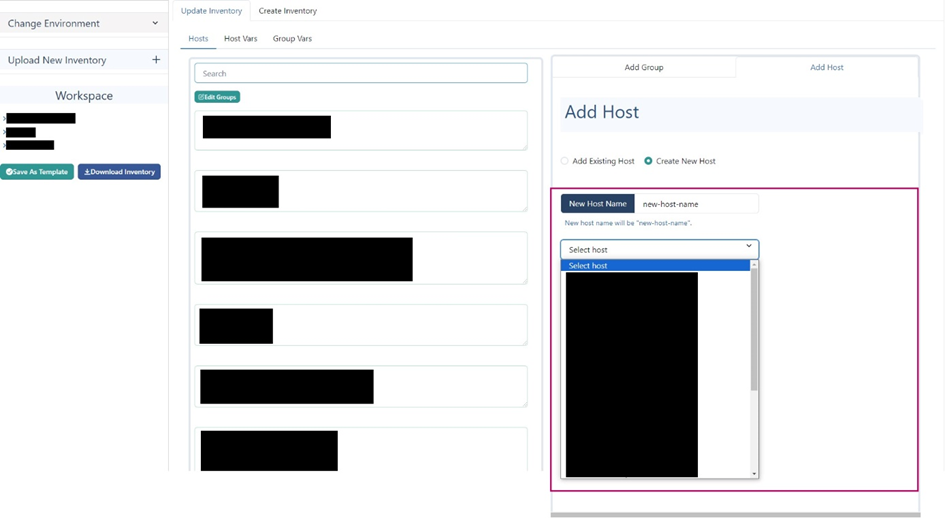 Change Environment
Upload New Inventory +
Workspace
Save As Template Download Inventory
Update Inventory Create Inventory
Hosts Host Vars Group Vars
Search
Edit Groups
Add Group Add Host
Add Host
Add Existing Host Create New Host
New Host Name new-host-name
New host name will be "new-host-name".
Select host
Select host